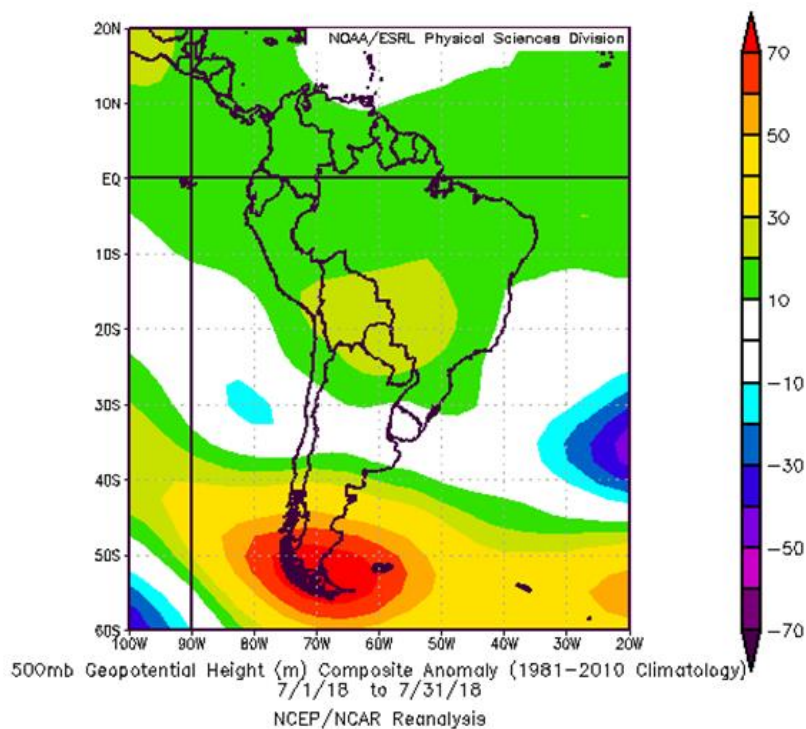 NOAA/ESRL Physical Sciences Division
20N
10N
EQ
10S
20S
30S
40S
50S
60S
100W 90W 80W 70W 60W 50W 40W 30W 20W
70
50
30
10
-10
-30
-50
-70
500mb Geopotential Height (m) Composite Anomaly (1981-2010 Climatology)
7/1/18 to 7/31/18
NCEP/NCAR Reanalysis